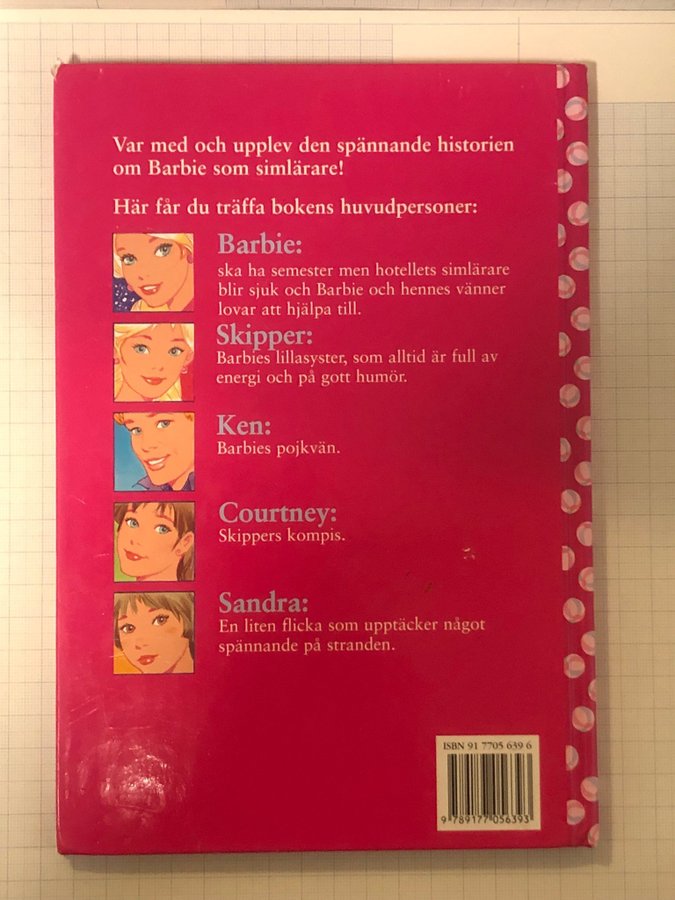 Var med och upplev den spännande historien
om Barbie som simlärare!
Här får du träffa bokens huvudpersoner:
Barbie:
ska ha semester men hotellets simlärare
blir sjuk och Barbie och hennes vänner
lovar att hjälpa till.
Skipper:
Barbies lillasyster, som alltid är full av
energi och på gott humör.
Ken:
Barbies pojkvän.
Courtney:
Skippers kompis.
Sandra:
En liten flicka som upptäcker något
spännande på stranden.
ISBN 91 7705 639 6
9 789177 056393